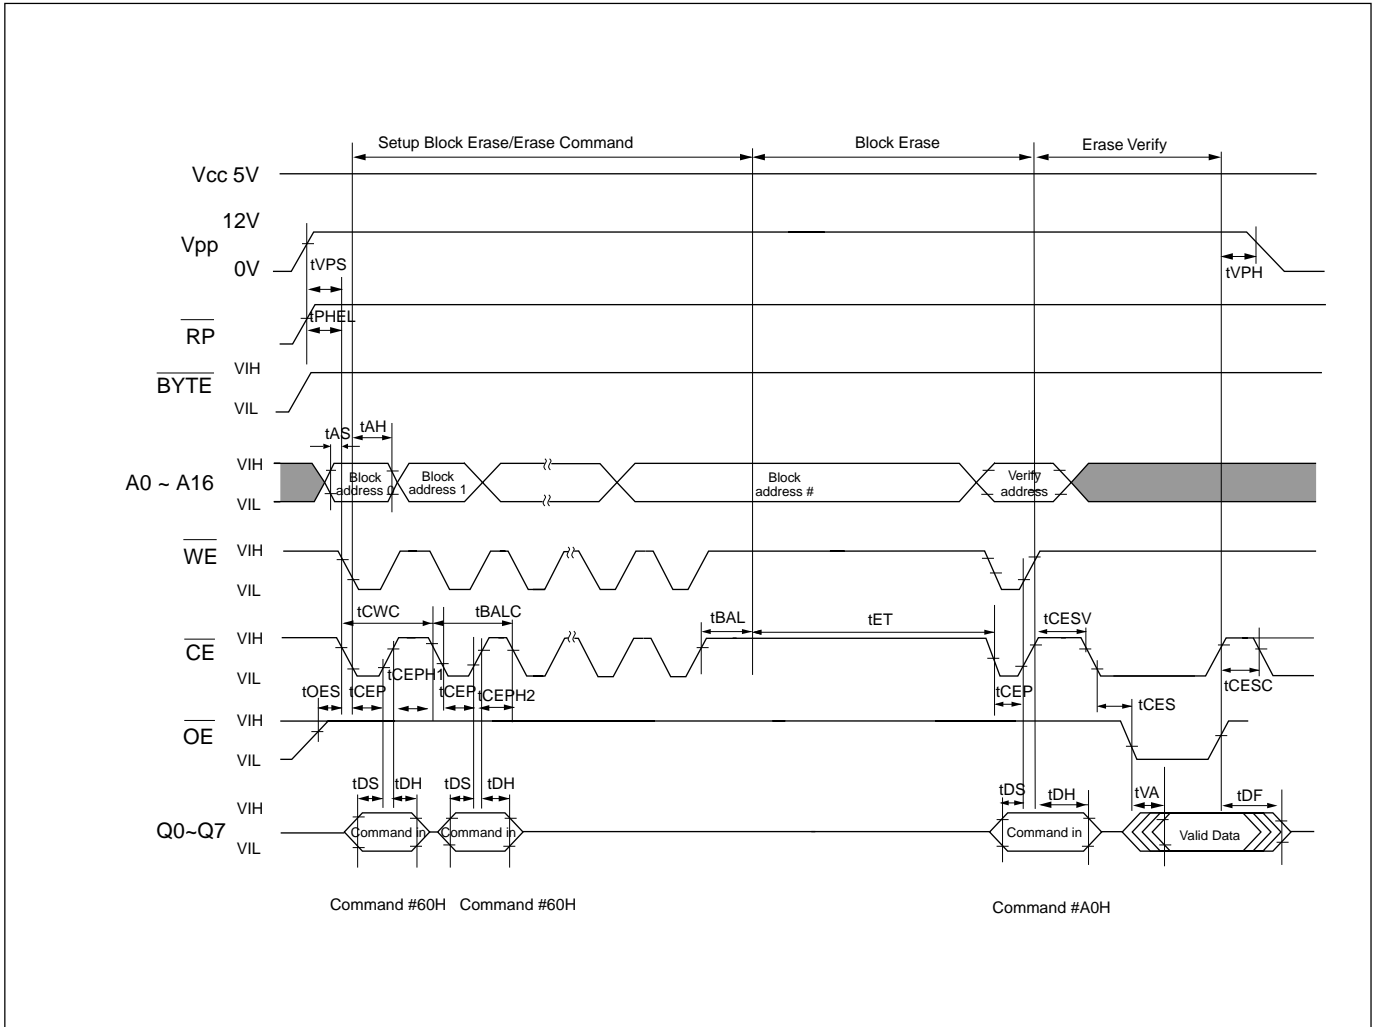 Setup Block Erase/Erase Command
Block Erase
Erase Verify
Vcc 5V
12V
Vpp
0V
tVPS
tVPH
tPHEL
RP
VIH
BYTE
VIL
tAS
tAH
VIH
A0 ~ A16
VIL
Block
address 0
Block
address 1
Block
address #
Verify
address
WE
VIH
VIL
tCWC
tBALC
tBAL
tET
tCESV
VIH
CE
VIL
tCEPH1
tOES
tCEP
tCEP
tCEPH2
tCEP
tCESC
tCES
VIH
OE
VIL
tDS
tDH
tDS
tDH
tDS
tDH
tVA
tDF
VIH
Q0~Q7
VIL
Command in
Command in
Command in
Valid Data
Command #60H
Command #60H
Command #A0H